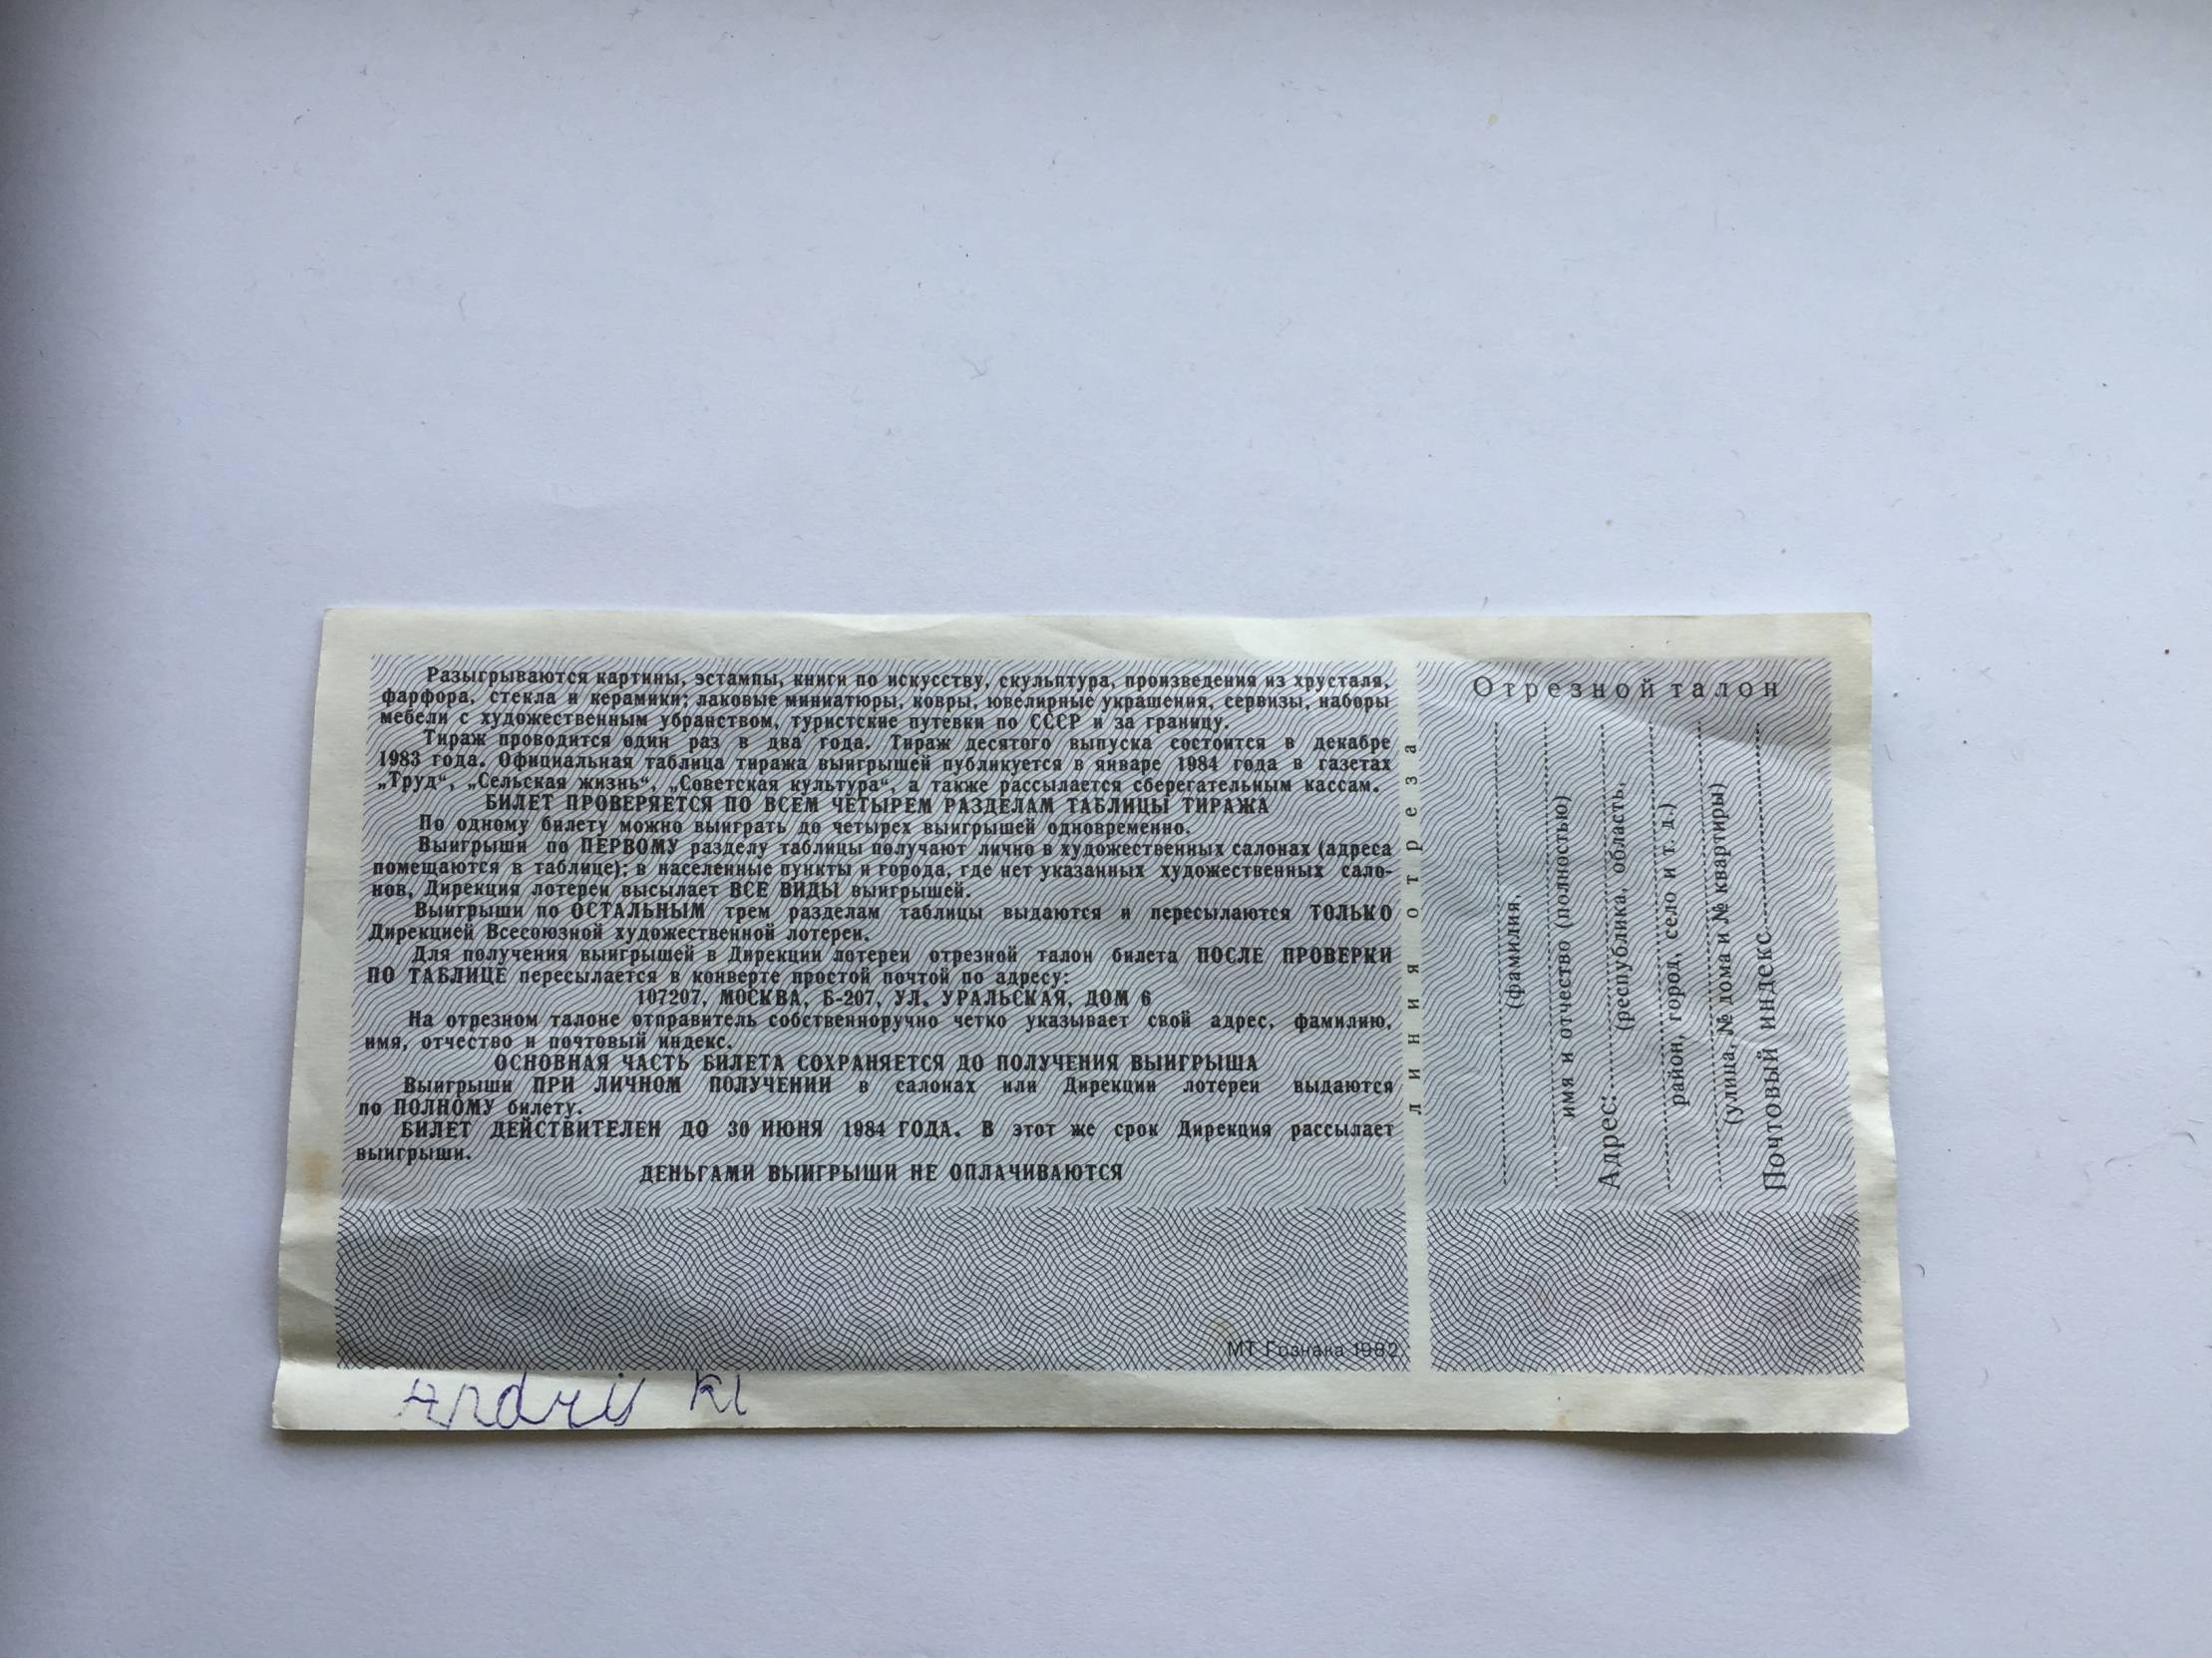 Разыгрываются картины, эстампы, книги по искусству, скульптура, произведения из хрусталя,
фарфора, стекла и керамики; лаковые миниатюры, ковры, ювелирные украшения, сервизы, наборы
мебели с художественным убранством, туристские путевки по СССР и за границу.
Тираж проводится один раз в два года. Тираж десятого выпуска состоится в декабре
1983 года. Официальная таблица тиража выигрышей публикуется в январе 1984 года в газетах
„Труд“, „Сельская жизнь“, „Советская культура“, а также рассылается сберегательным кассам.
БИЛЕТ ПРОВЕРЯЕТСЯ ПО ВСЕМ ЧЕТЫРЕМ РАЗДЕЛАМ ТАБЛИЦЫ ТИРАЖА
По одному билету можно выиграть до четырех выигрышей одновременно.
Выигрыши по ПЕРВОМУ разделу таблицы получают лично в художественных салонах (адреса
помещаются в таблице); в населенные пункты и города, где нет указанных художественных сало-
нов, Дирекция лотереи высылает ВСЕ ВИДЫ выигрышей.
Выигрыши по ОСТАЛЬНЫМ трем разделам таблицы выдаются и пересылаются ТОЛЬКО
Дирекцией Всесоюзной художественной лотереи.
Для получения выигрышей в Дирекции лотереи отрезной талон билета ПОСЛЕ ПРОВЕРКИ
ПО ТАБЛИЦЕ пересылается в конверте простой почтой по адресу:
107207, МОСКВА, Б-207, УЛ. УРАЛЬСКАЯ, ДОМ 6
На отрезном талоне отправитель собственноручно четко указывает свой адрес, фамилию,
имя, отчество и почтовый индекс.
ОСНОВНАЯ ЧАСТЬ БИЛЕТА СОХРАНЯЕТСЯ ДО ПОЛУЧЕНИЯ ВЫИГРЫША
Выигрыши ПРИ ЛИЧНОМ ПОЛУЧЕНИИ в салонах или Дирекции лотереи выдаются
по ПОЛНОМУ билету.
БИЛЕТ ДЕЙСТВИТЕЛЕН ДО 30 ИЮНЯ 1984 ГОДА. В этот же срок Дирекция рассылает
выигрыши.
ДЕНЬГАМИ ВЫИГРЫШИ НЕ ОПЛАЧИВАЮТСЯ
МТ Гознака 1982
Andrij Kl
линия отреза
Отрезной талон
(фамилия,
имя и отчество (полностью)
Адрес:
(республика, область,
район, город, село и т. д.)
(улица, № дома и № квартиры)
Почтовый индекс